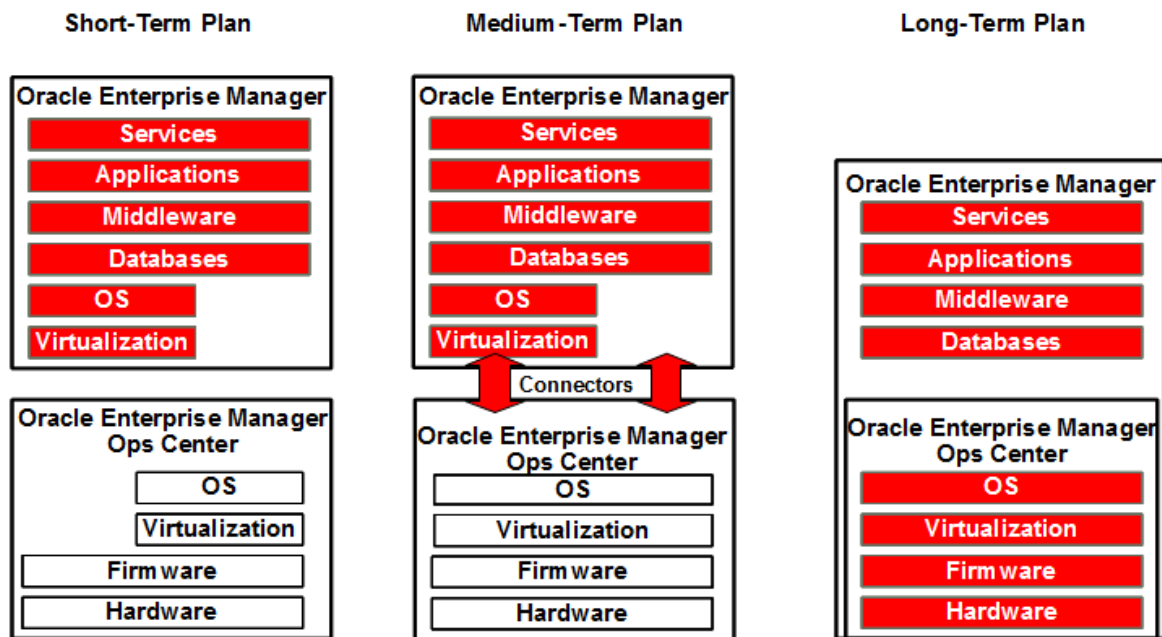 Short-Term Plan
Medium-Term Plan
Long-Term Plan
Oracle Enterprise Manager
Services
Applications
Middleware
Databases
OS
Virtualization
Oracle Enterprise Manager
Ops Center
OS
Virtualization
Firmware
Hardware
Oracle Enterprise Manager
Services
Applications
Middleware
Databases
OS
Virtualization
Connectors
Oracle Enterprise Manager
Ops Center
OS
Virtualization
Firmware
Hardware
Oracle Enterprise Manager
Services
Applications
Middleware
Databases
Oracle Enterprise Manager
Ops Center
OS
Virtualization
Firmware
Hardware